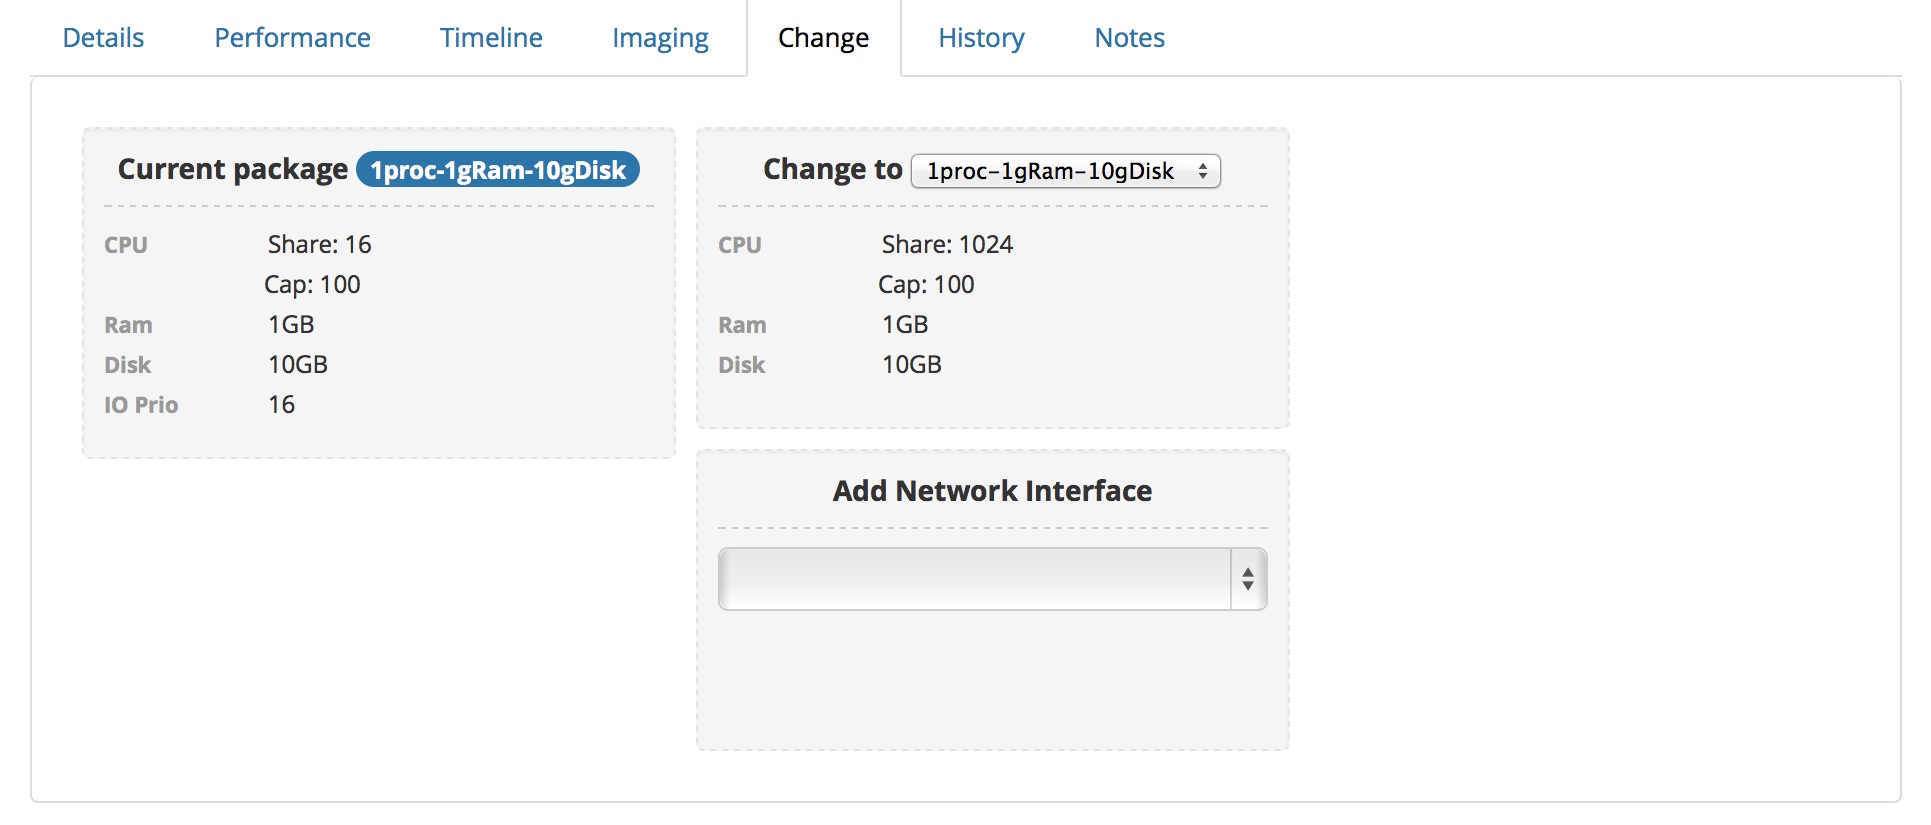 Details Performance Timeline Imaging Change History Notes
Current package 1proc-1gRam-10gDisk
CPU Share: 16
Cap: 100
Ram 1GB
Disk 10GB
IO Prio 16
Change to 1proc-1gRam-10gDisk
CPU Share: 1024
Cap: 100
Ram 1GB
Disk 10GB
Add Network Interface